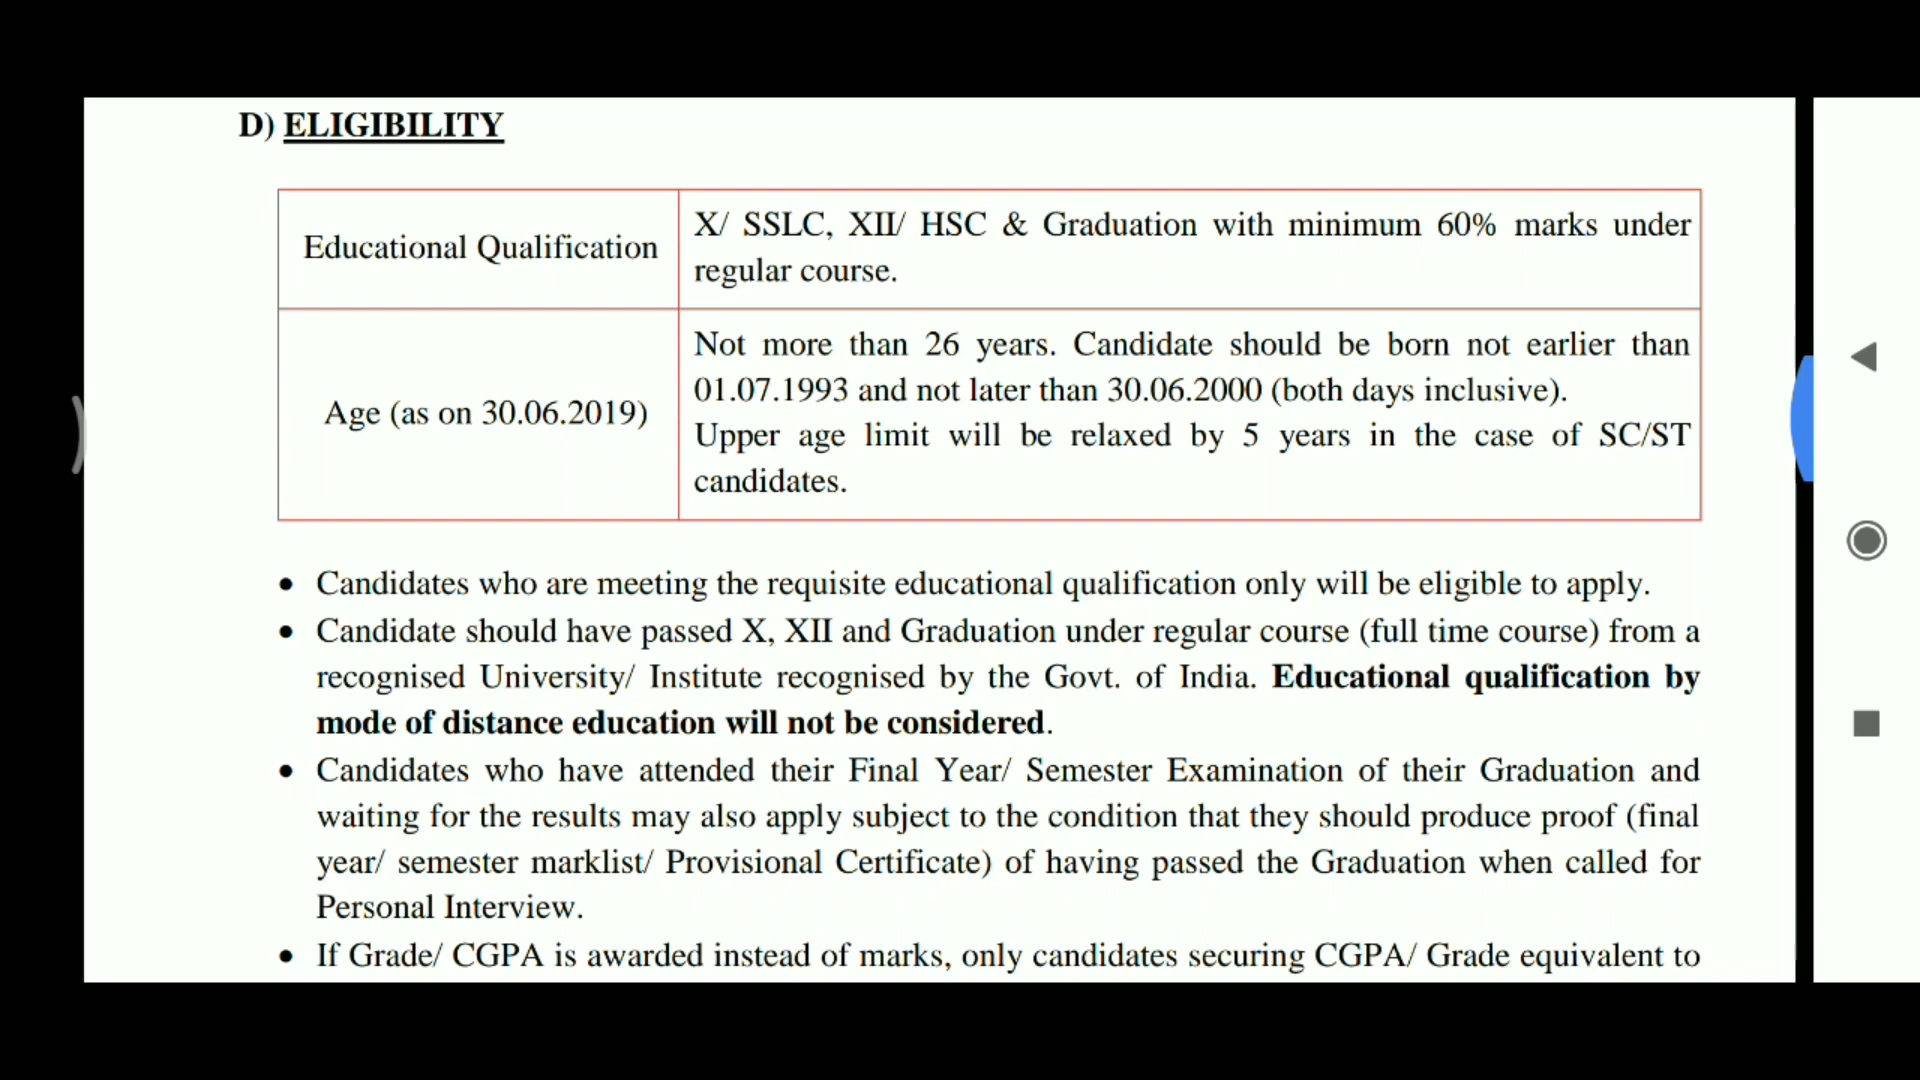 D) ELIGIBILITY
Educational Qualification
X/ SSLC, XII/ HSC & Graduation with minimum 60% marks under
regular course.
Age (as on 30.06.2019)
Not more than 26 years. Candidate should be born not earlier than
01.07.1993 and not later than 30.06.2000 (both days inclusive).
Upper age limit will be relaxed by 5 years in the case of SC/ST
candidates.
• Candidates who are meeting the requisite educational qualification only will be eligible to apply.
• Candidate should have passed X, XII and Graduation under regular course (full time course) from a
recognised University/ Institute recognised by the Govt. of India. Educational qualification by
mode of distance education will not be considered.
• Candidates who have attended their Final Year/ Semester Examination of their Graduation and
waiting for the results may also apply subject to the condition that they should produce proof (final
year/ semester marklist/ Provisional Certificate) of having passed the Graduation when called for
Personal Interview.
• If Grade/ CGPA is awarded instead of marks, only candidates securing CGPA/ Grade equivalent to